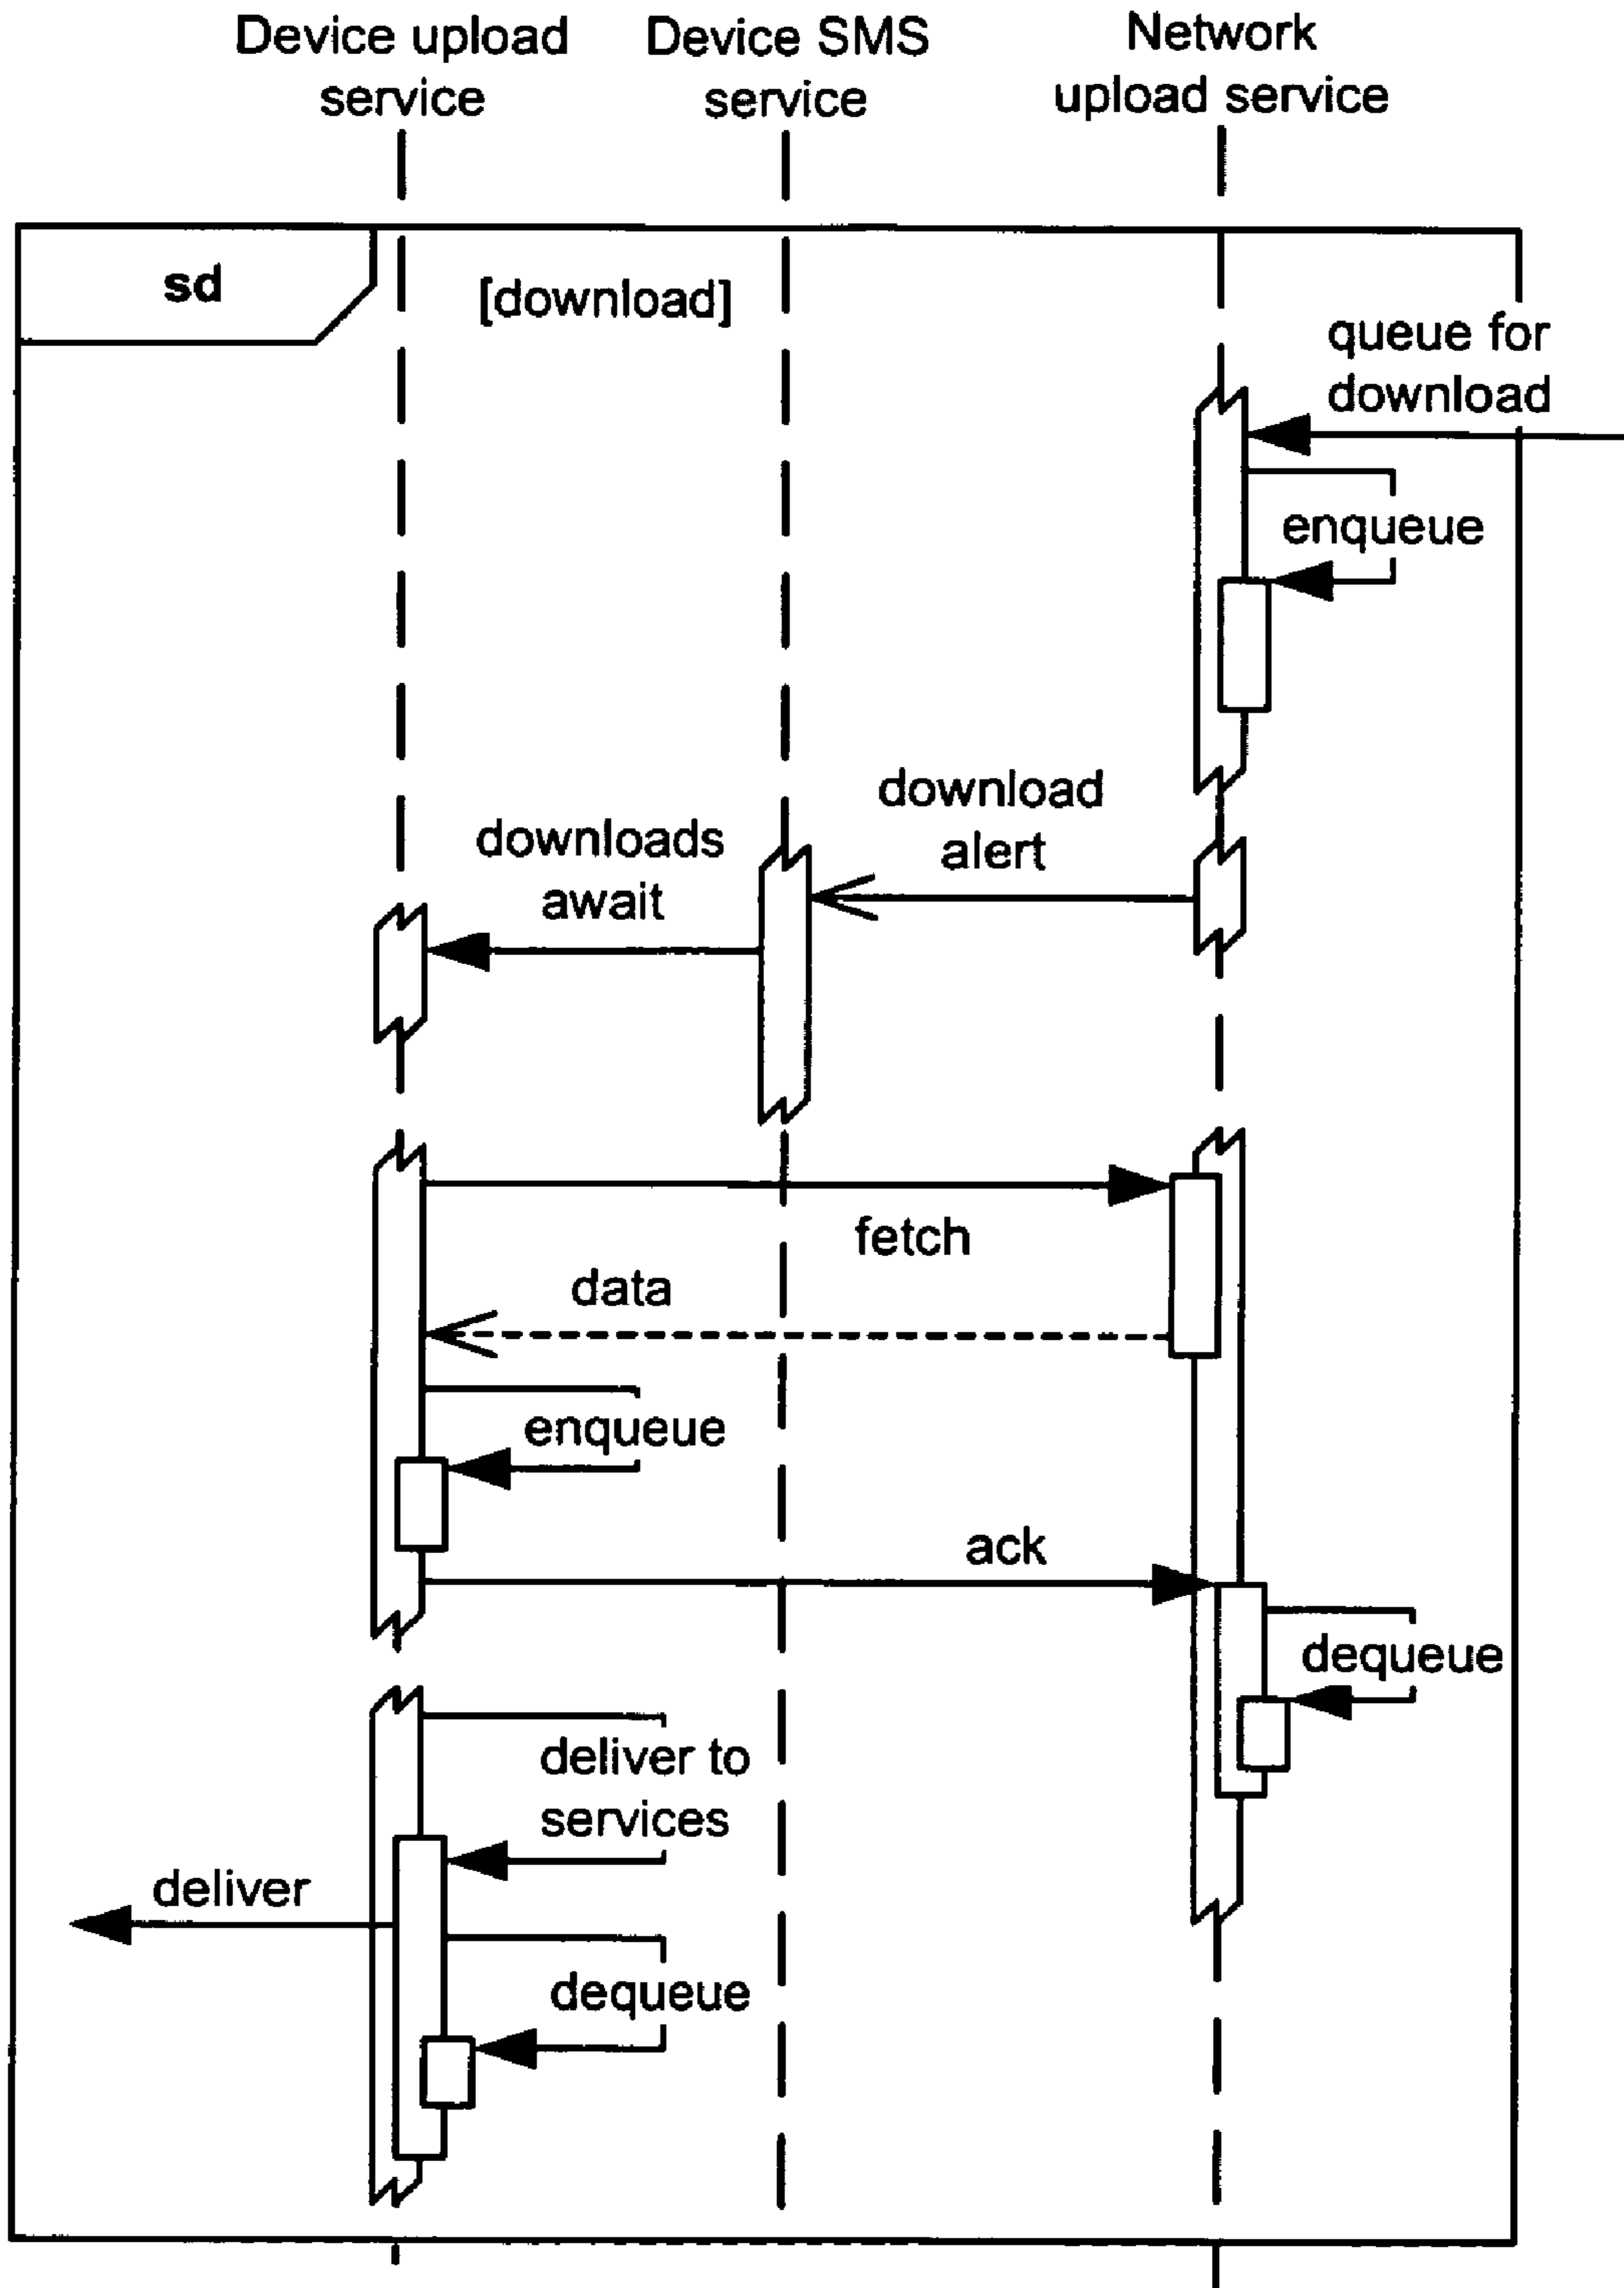 Device upload
service
Device SMS
service
Network
upload service
sd
[download]
queue for
download
enqueue
download
alert
downloads
await
fetch
data
enqueue
ack
dequeue
deliver to
services
deliver
dequeue